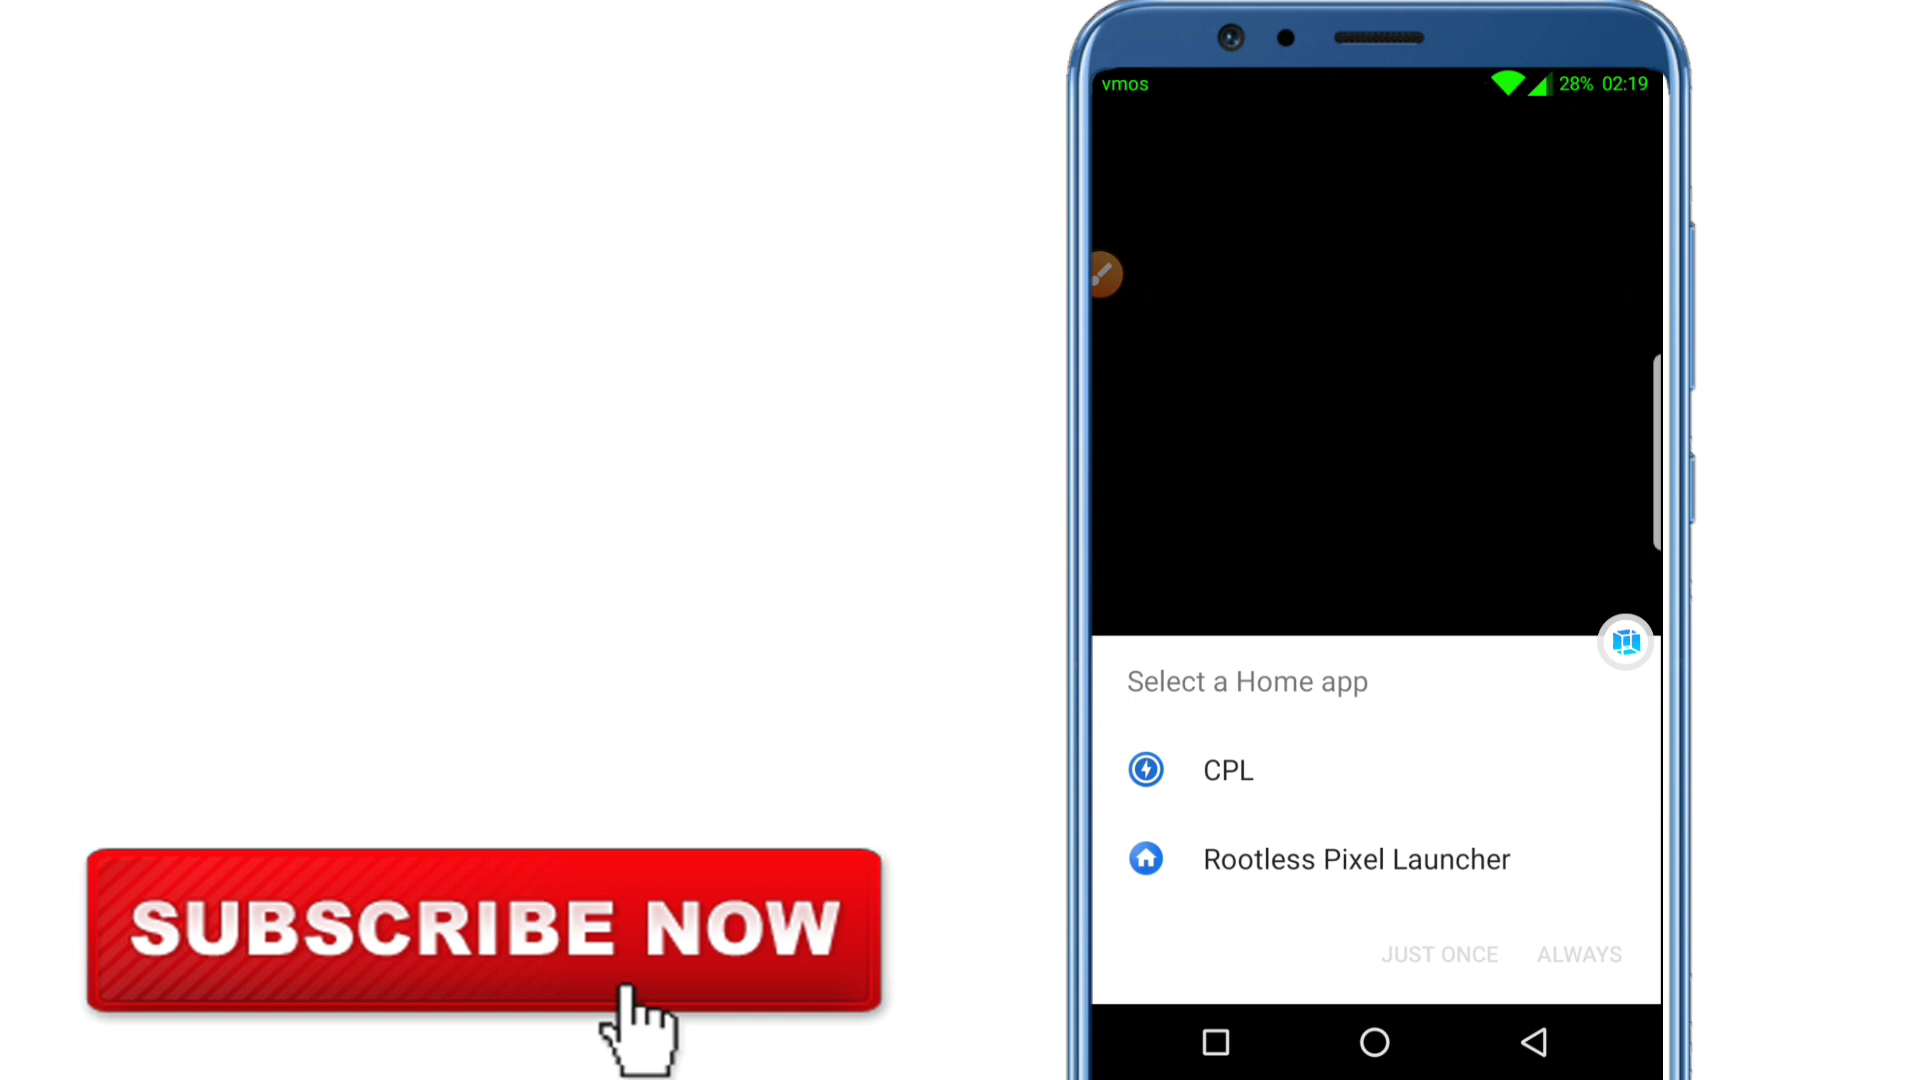 vmos 28% 02:19
Select a Home app
CPL
Rootless Pixel Launcher
JUST ONCE ALWAYS
SUBSCRIBE NOW